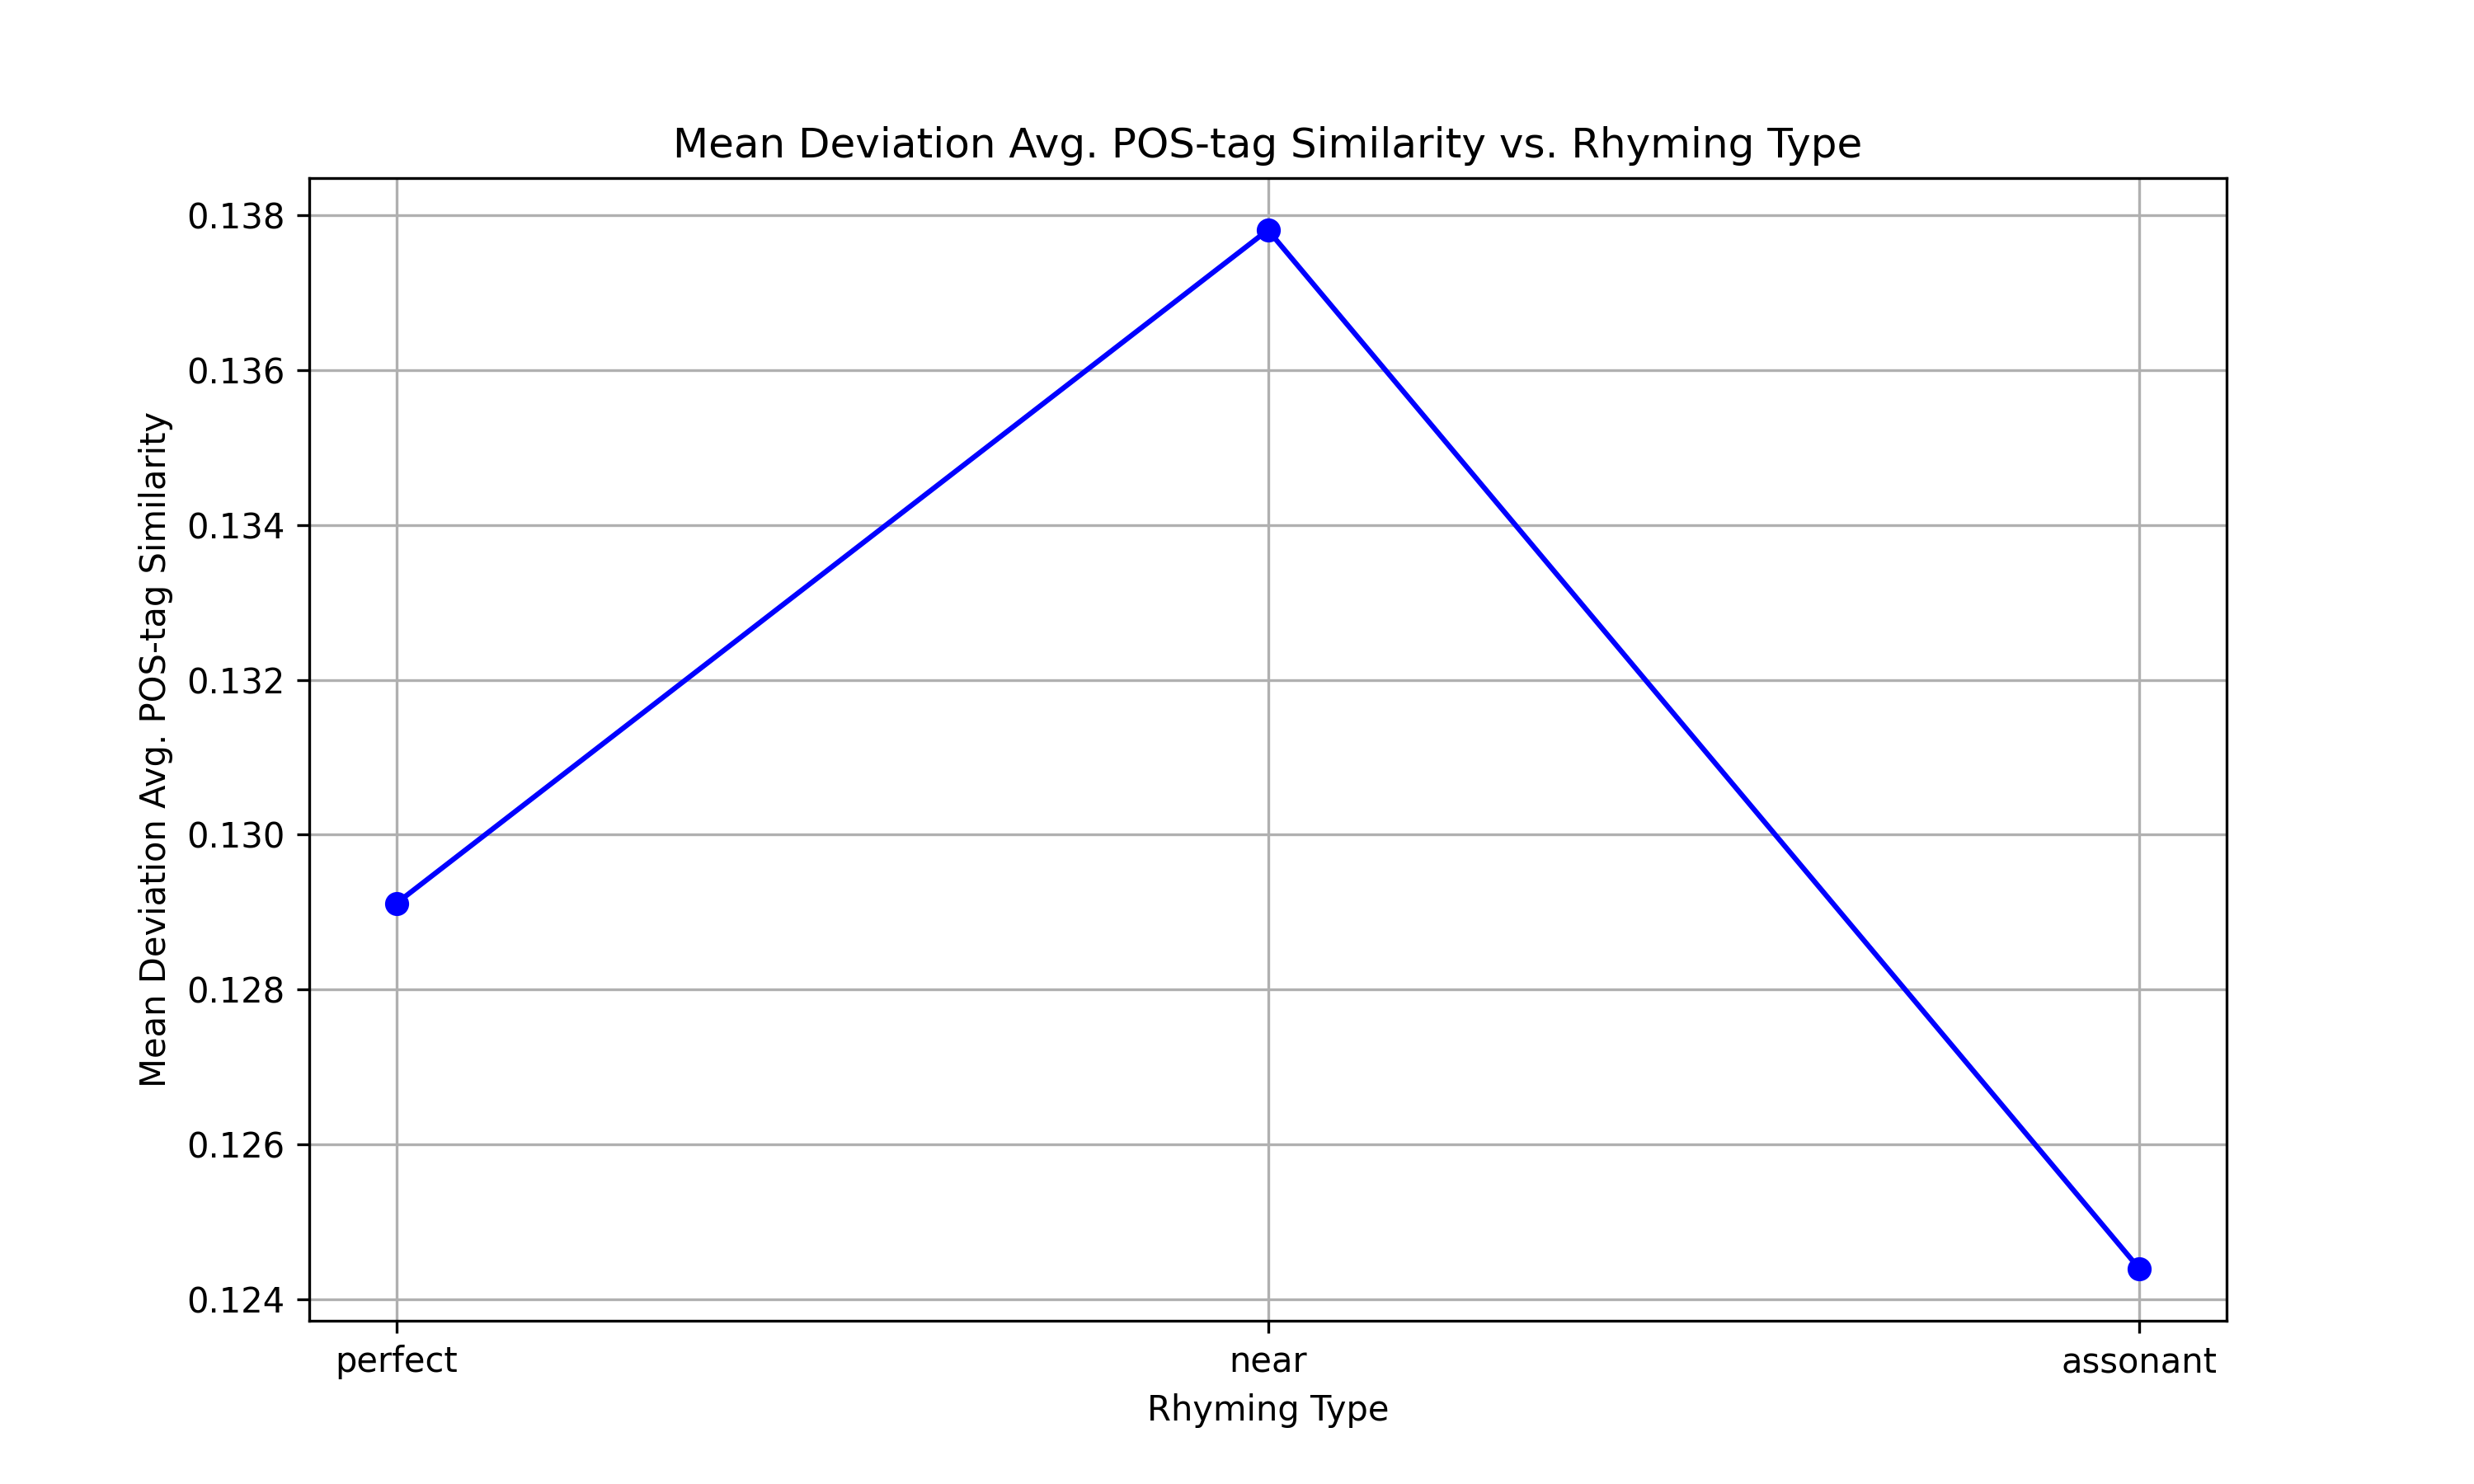 Mean Deviation Avg. POS-tag Similarity vs. Rhyming Type
Mean Deviation Avg. POS-tag Similarity
0.138
0.136
0.134
0.132
0.130
0.128
0.126
0.124
perfect near assonant
Rhyming Type